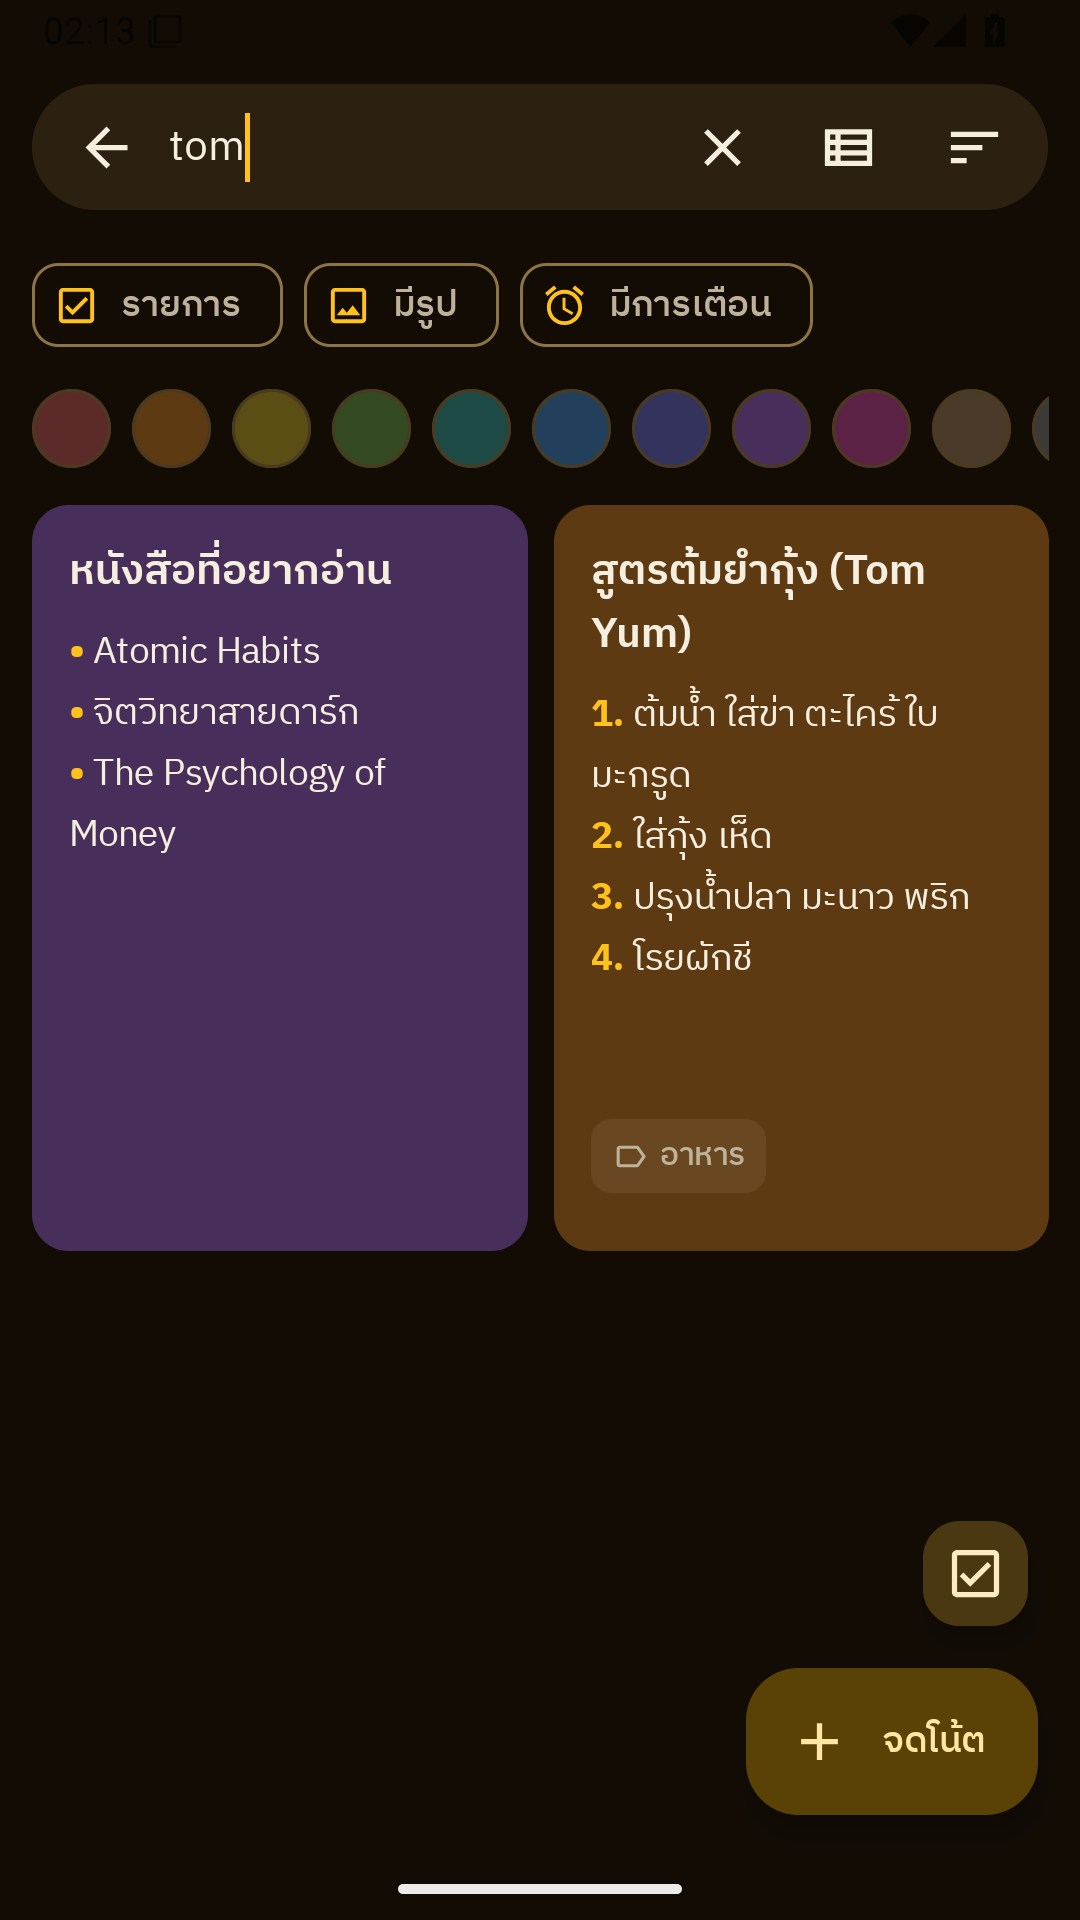 02:13
tom
รายการ
มีรูป
มีการเตือน
หนังสือที่อยากอ่าน
• Atomic Habits
• จิตวิทยาสายดาร์ก
• The Psychology of
Money
สูตรต้มยำกุ้ง (Tom
Yum)
1. ต้มน้ำ ใส่ข่า ตะไคร้ ใบ
มะกรูด
2. ใส่กุ้ง เห็ด
3. ปรุงน้ำปลา มะนาว พริก
4. โรยผักชี
อาหาร
จดโน้ต